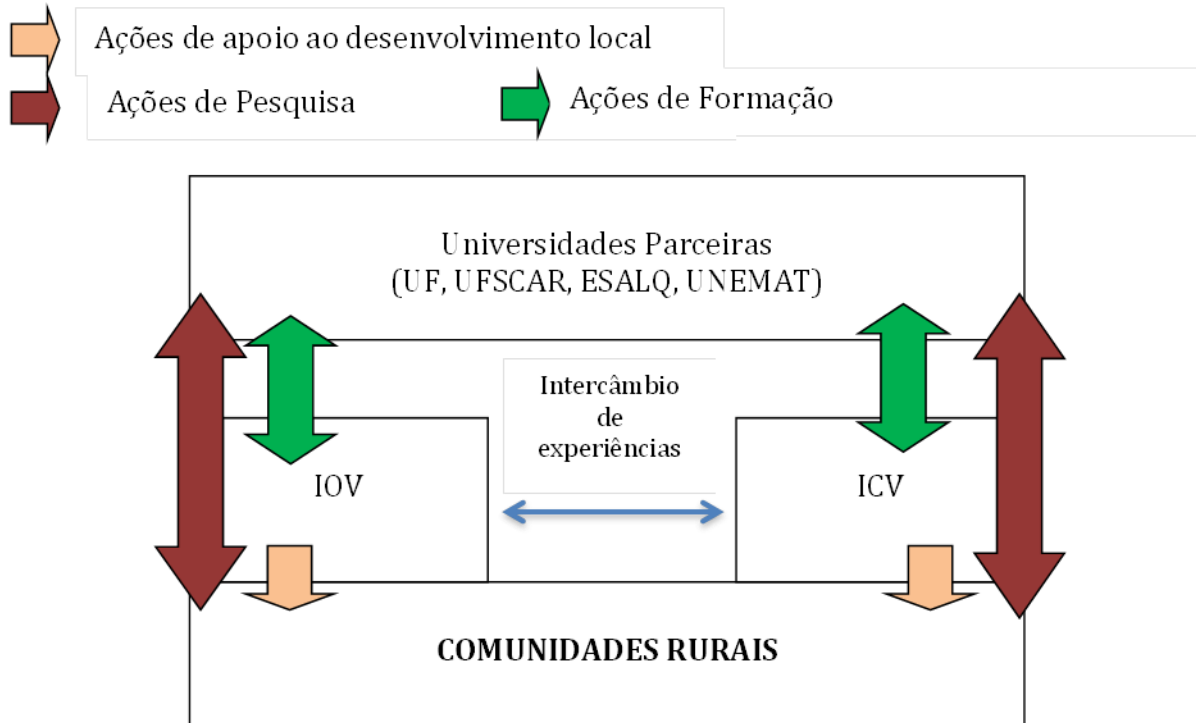 Ações de apoio ao desenvolvimento local
Ações de Pesquisa
Ações de Formação
Universidades Parceiras
(UF, UFSCAR, ESALQ, UNEMAT)
Intercâmbio
de
experiências
IOV
ICV
COMUNIDADES RURAIS